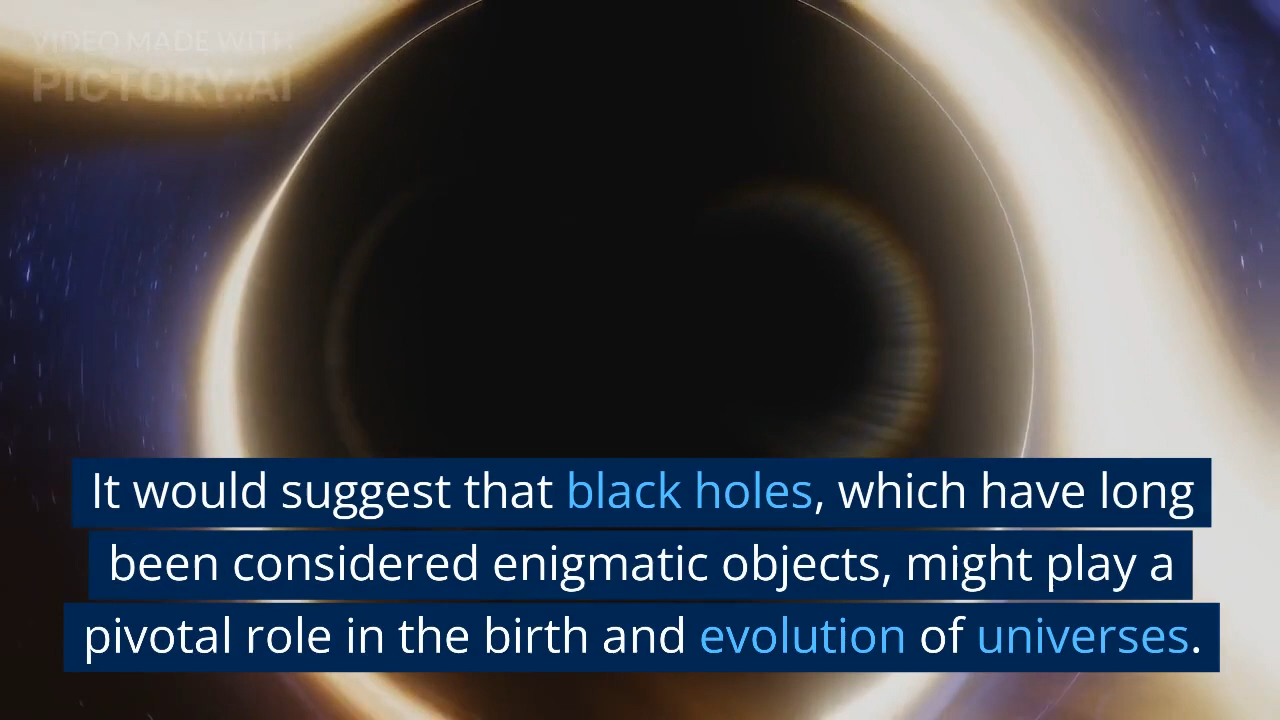 VIDEO MADE WITH
PICTORY.AI
It would suggest that black holes, which have long
been considered enigmatic objects, might play a
pivotal role in the birth and evolution of universes.